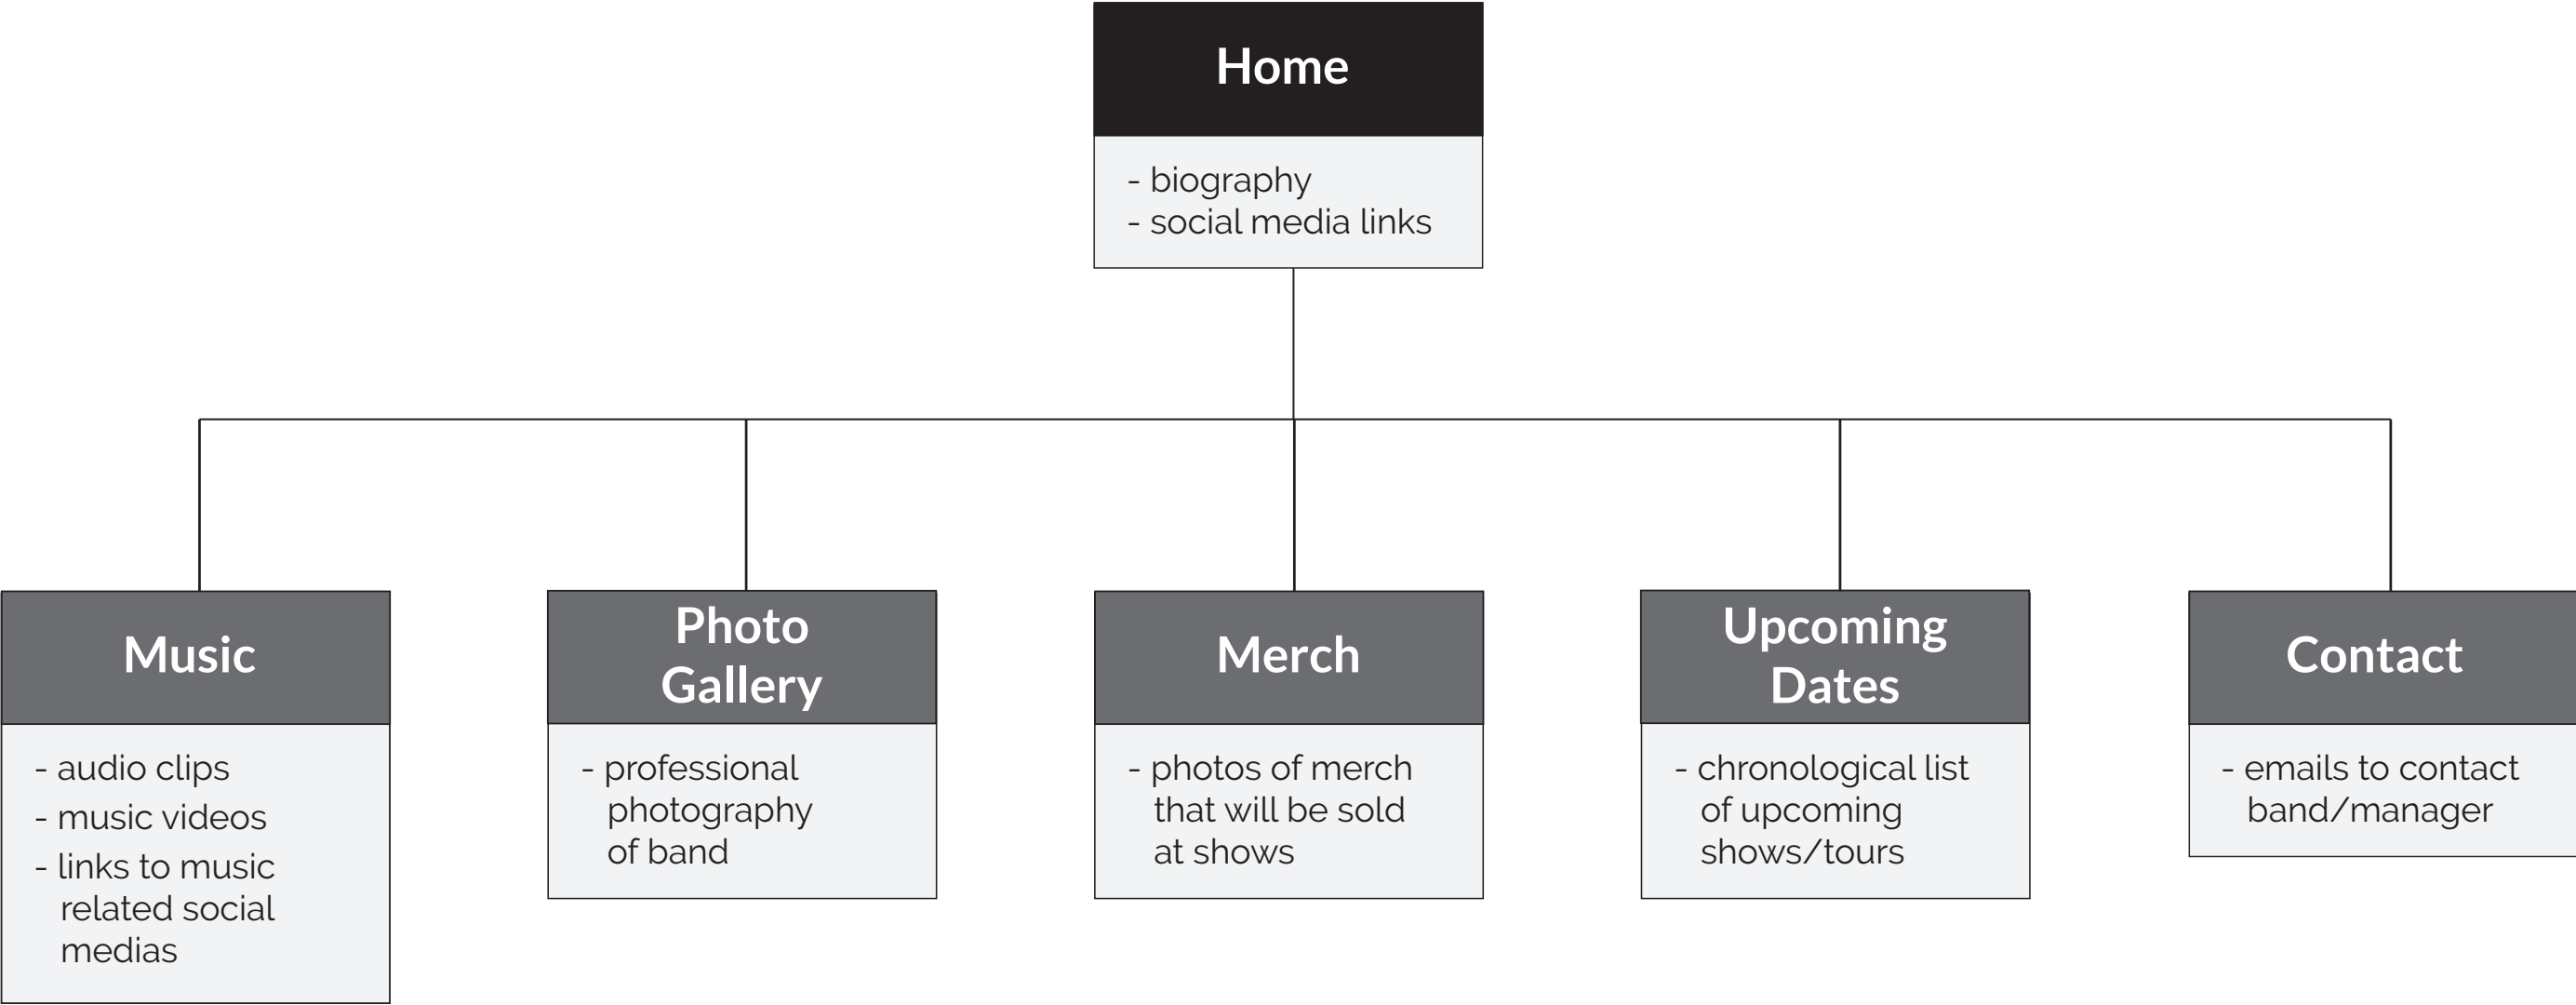 Home
- biography
- social media links
Music
- audio clips
- music videos
- links to music
related social
medias
Photo
Gallery
- professional
photography
of band
Merch
- photos of merch
that will be sold
at shows
Upcoming
Dates
- chronological list
of upcoming
shows/tours
Contact
- emails to contact
band/manager